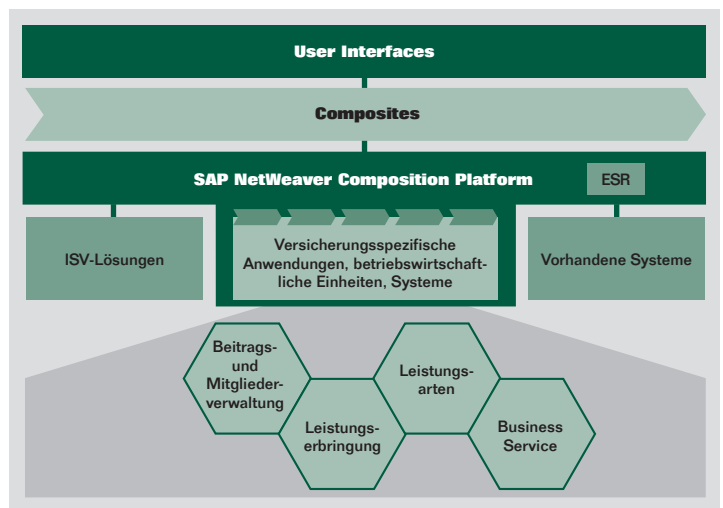 User Interfaces
Composites
SAP NetWeaver Composition Platform
ESR
ISV-Lösungen
Versicherungsspezifische
Anwendungen, betriebswirtschaft-
liche Einheiten, Systeme
Vorhandene Systeme
Beitrags-
und
Mitglieder-
verwaltung
Leistungs-
erbringung
Leistungs-
arten
Business
Service